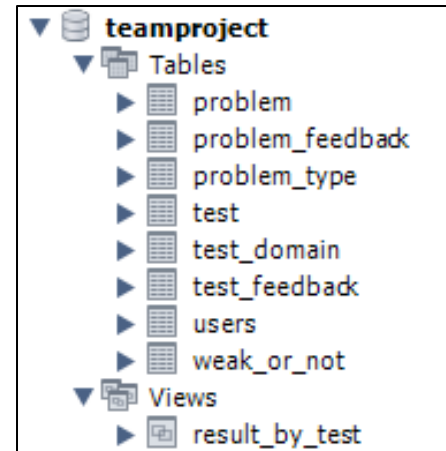 teamproject
Tables
problem
problem_feedback
problem_type
test
test_domain
test_feedback
users
weak_or_not
Views
result_by_test